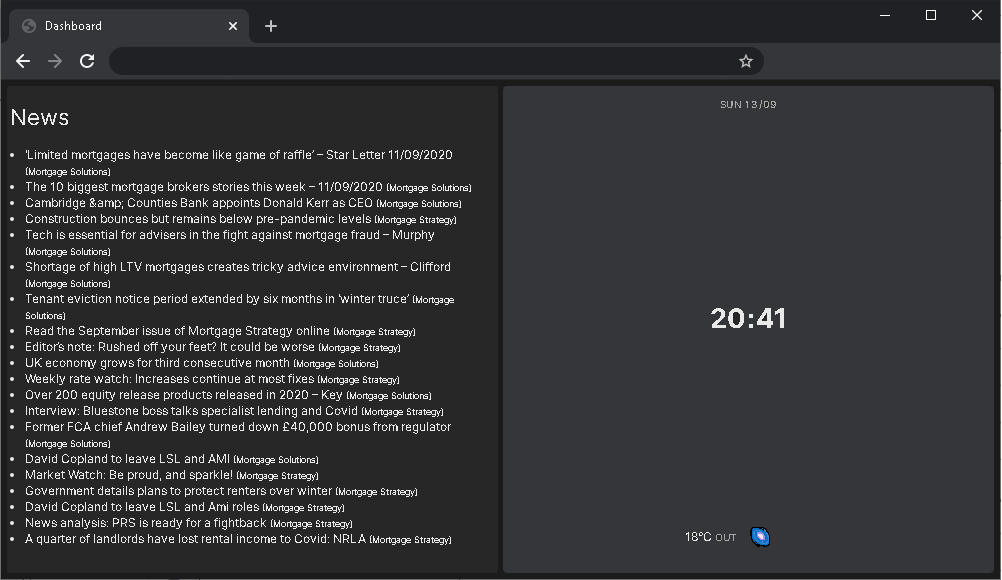 Dashboard
News
SUN 13/09
'Limited mortgages have become like game of raffle' – Star Letter 11/09/2020
(Mortgage Solutions)
The 10 biggest mortgage brokers stories this week – 11/09/2020 (Mortgage Solutions)
Cambridge &amp; Counties Bank appoints Donald Kerr as CEO (Mortgage Solutions)
Construction bounces but remains below pre-pandemic levels (Mortgage Strategy)
Tech is essential for advisers in the fight against mortgage fraud – Murphy
(Mortgage Solutions)
Shortage of high LTV mortgages creates tricky advice environment – Clifford
(Mortgage Solutions)
Tenant eviction notice period extended by six months in 'winter truce' (Mortgage
Solutions)
Read the September issue of Mortgage Strategy online (Mortgage Strategy)
Editor's note: Rushed off your feet? It could be worse (Mortgage Strategy)
UK economy grows for third consecutive month (Mortgage Solutions)
Weekly rate watch: Increases continue at most fixes (Mortgage Strategy)
Over 200 equity release products released in 2020 – Key (Mortgage Solutions)
Interview: Bluestone boss talks specialist lending and Covid (Mortgage Strategy)
Former FCA chief Andrew Bailey turned down £40,000 bonus from regulator
(Mortgage Solutions)
David Copland to leave LSL and AMI (Mortgage Solutions)
Market Watch: Be proud, and sparkle! (Mortgage Strategy)
Government details plans to protect renters over winter (Mortgage Strategy)
David Copland to leave LSL and Ami roles (Mortgage Strategy)
News analysis: PRS is ready for a fightback (Mortgage Strategy)
A quarter of landlords have lost rental income to Covid: NRLA (Mortgage Strategy)
20:41
18°C OUT